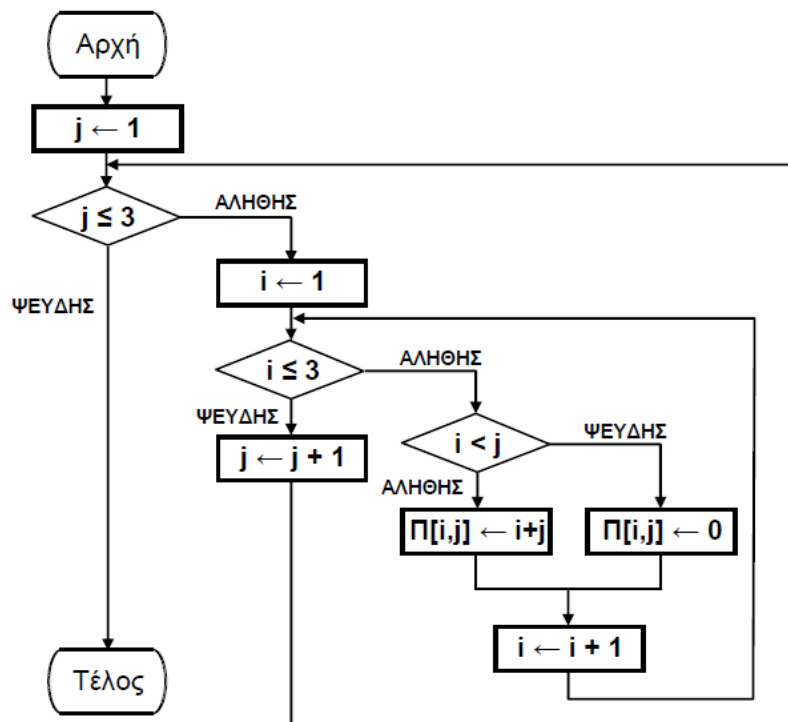 Αρχή
j ← 1
j ≤ 3
ΑΛΗΘΗΣ
ΨΕΥΔΗΣ
i ← 1
i ≤ 3
ΑΛΗΘΗΣ
ΨΕΥΔΗΣ
j ← j + 1
i < j
ΨΕΥΔΗΣ
ΑΛΗΘΗΣ
Π[i,j] ← i+j
Π[i,j] ← 0
i ← i + 1
Τέλος